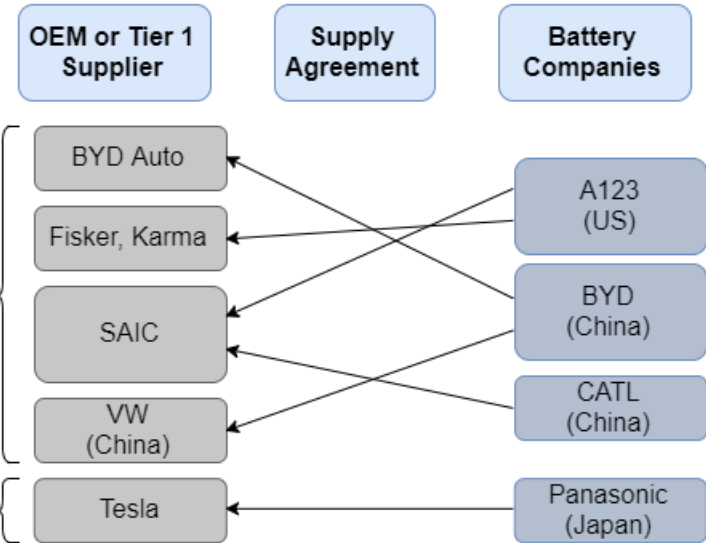 OEM or Tier 1
Supplier
Supply
Agreement
Battery
Companies
BYD Auto
Fisker, Karma
SAIC
VW
(China)
Tesla
A123
(US)
BYD
(China)
CATL
(China)
Panasonic
(Japan)